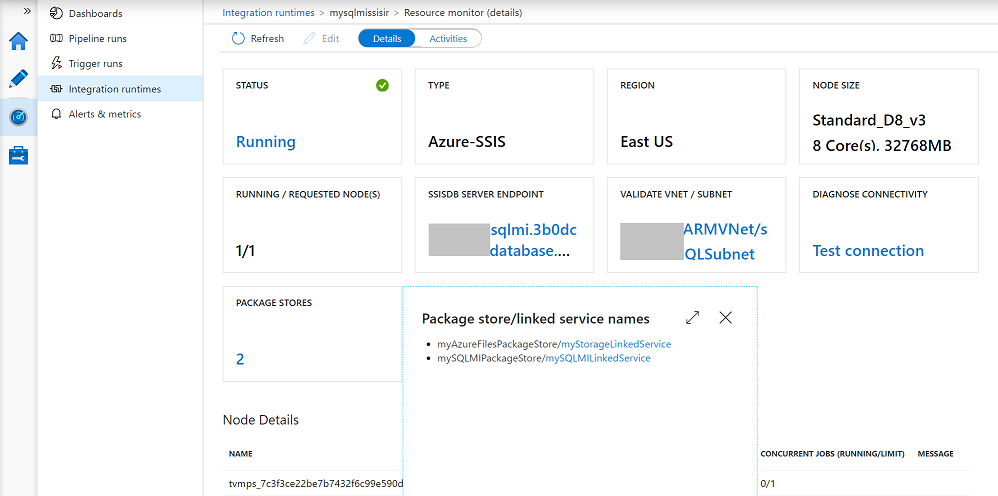 »
Dashboards
Pipeline runs
Trigger runs
Integration runtimes
Alerts & metrics
Integration runtimes > mysqlmissisir > Resource monitor (details)
Refresh Edit Details Activities
STATUS
Running
TYPE
Azure-SSIS
REGION
East US
NODE SIZE
Standard_D8_v3
8 Core(s), 32768MB
RUNNING / REQUESTED NODE(S)
1/1
SSISDB SERVER ENDPOINT
sqlmi.3b0dc
database....
VALIDATE VNET / SUBNET
ARMVNet/s
QLSubnet
DIAGNOSE CONNECTIVITY
Test connection
PACKAGE STORES
2
Package store/linked service names
• myAzureFilesPackageStore/myStorageLinkedService
• mySQLMIPackageStore/mySQLMILinkedService
Node Details
NAME CONCURRENT JOBS (RUNNING/LIMIT) MESSAGE
tvmps_7c3f3ce22be7b7432f6c99e590d 0/1